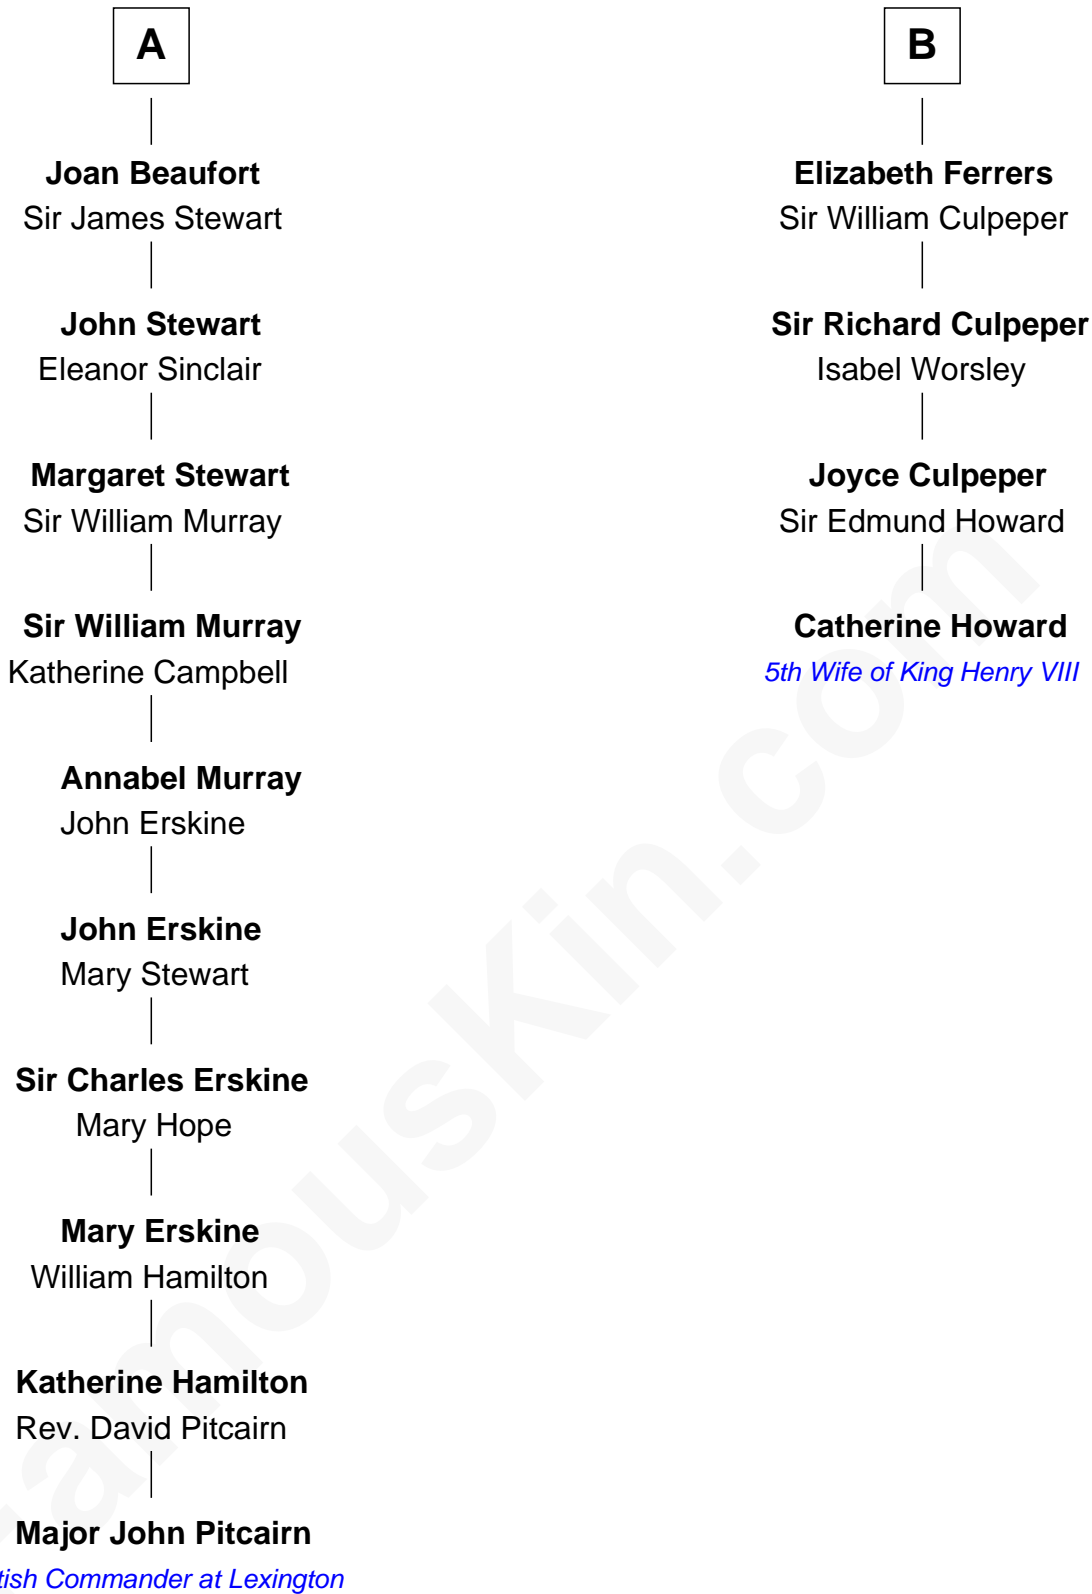 A
Joan Beaufort
Sir James Stewart
John Stewart
Eleanor Sinclair
Margaret Stewart
Sir William Murray
Sir William Murray
Katherine Campbell
Annabel Murray
John Erskine
John Erskine
Mary Stewart
Sir Charles Erskine
Mary Hope
Mary Erskine
William Hamilton
Katherine Hamilton
Rev. David Pitcairn
Major John Pitcairn
tish Commander at Lexington
B
Elizabeth Ferrers
Sir William Culpeper
Sir Richard Culpeper
Isabel Worsley
Joyce Culpeper
Sir Edmund Howard
Catherine Howard
5th Wife of King Henry VIII
FamousKin.com